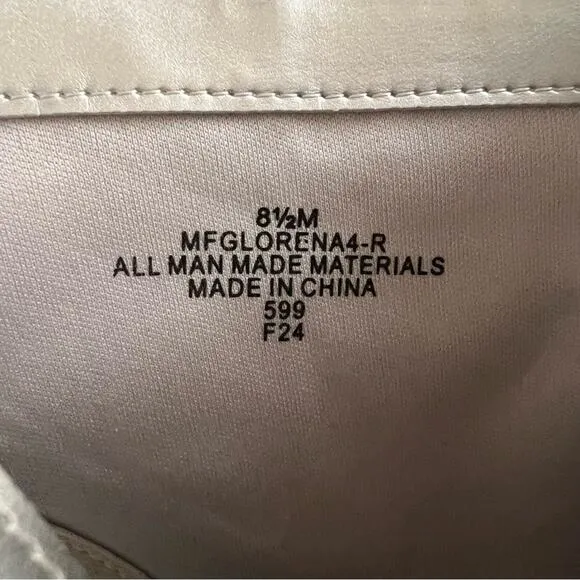 8½M
MFGLORENA4-R
ALL MAN MADE MATERIALS
MADE IN CHINA
599
F24